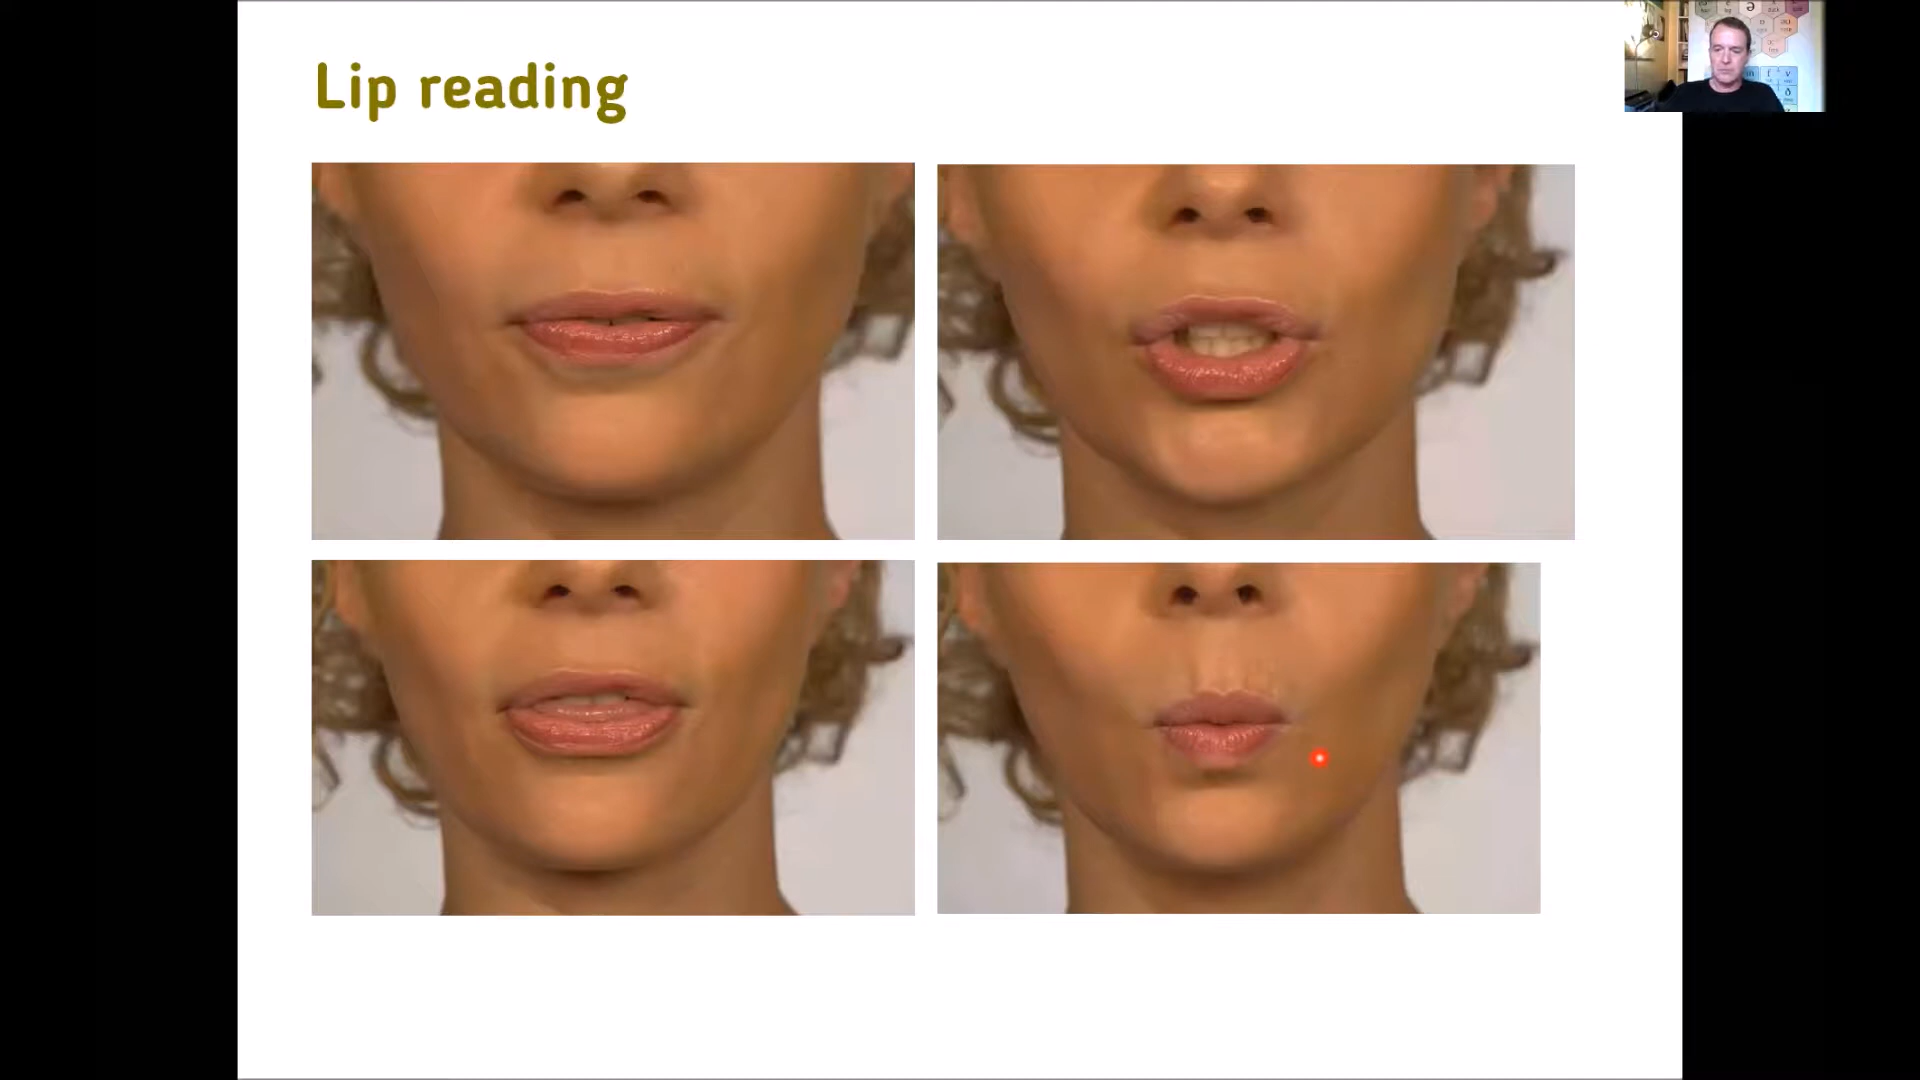 Lip reading
ə
m f v
ð